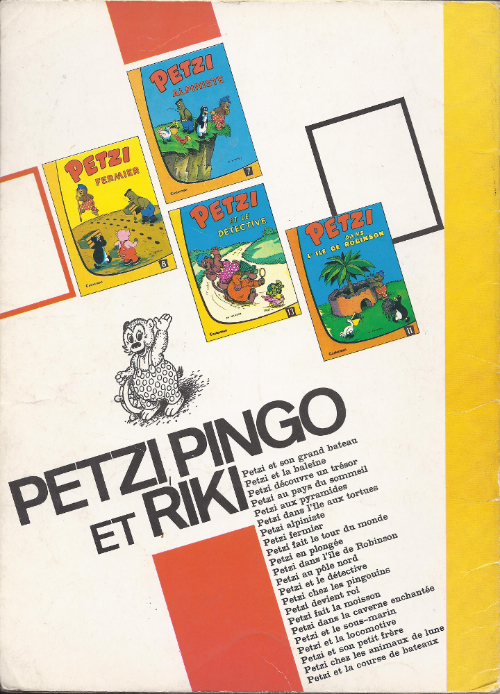 PETZI
ALPINISTE
7
PETZI
FERMIER
Casterman
8
PETZI
ET LE
DÉTECTIVE
Casterman
13
PETZI
DANS
L'ILE DE ROBINSON
Casterman
11
PETZI, PINGO
ET RIKI
Petzi et son grand bateau
Petzi et la baleine
Petzi découvre un trésor
Petzi au pays du sommeil
Petzi aux pyramides
Petzi dans l'île aux tortues
Petzi alpiniste
Petzi fermier
Petzi fait le tour du monde
Petzi en plongée
Petzi dans l'île de Robinson
Petzi au pôle nord
Petzi et le détective
Petzi chez les pingouins
Petzi devient roi
Petzi fait la moisson
Petzi dans la caverne enchantée
Petzi et le sous-marin
Petzi et la locomotive
Petzi et son petit frère
Petzi chez les animaux de lune
Petzi et la course de bateaux